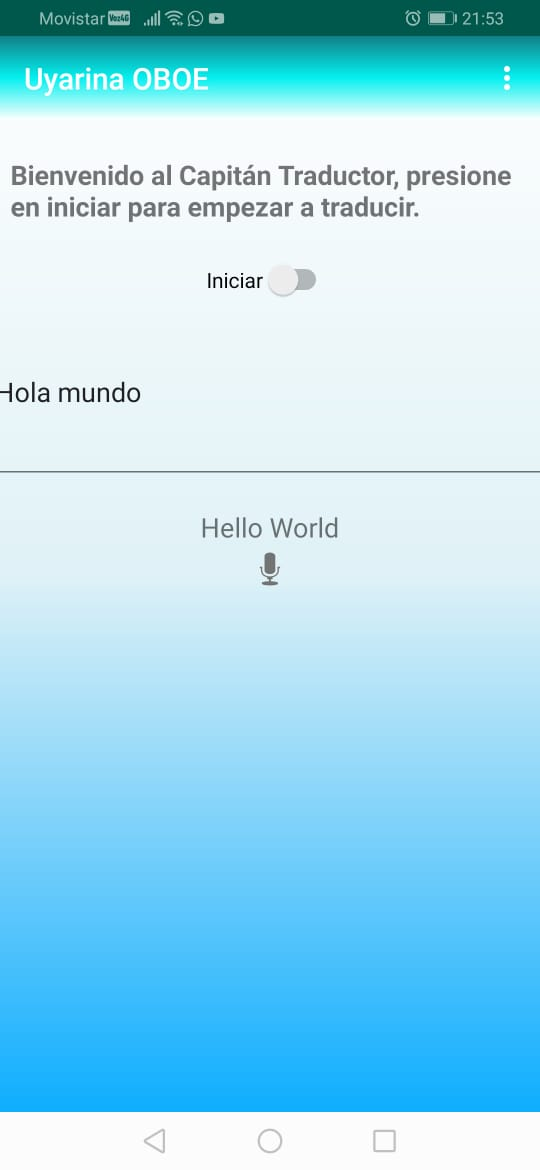 Movistar Voz4G 21:53
Uyarina OBOE
Bienvenido al Capitán Traductor, presione
en iniciar para empezar a traducir.
Iniciar
Hola mundo
Hello World